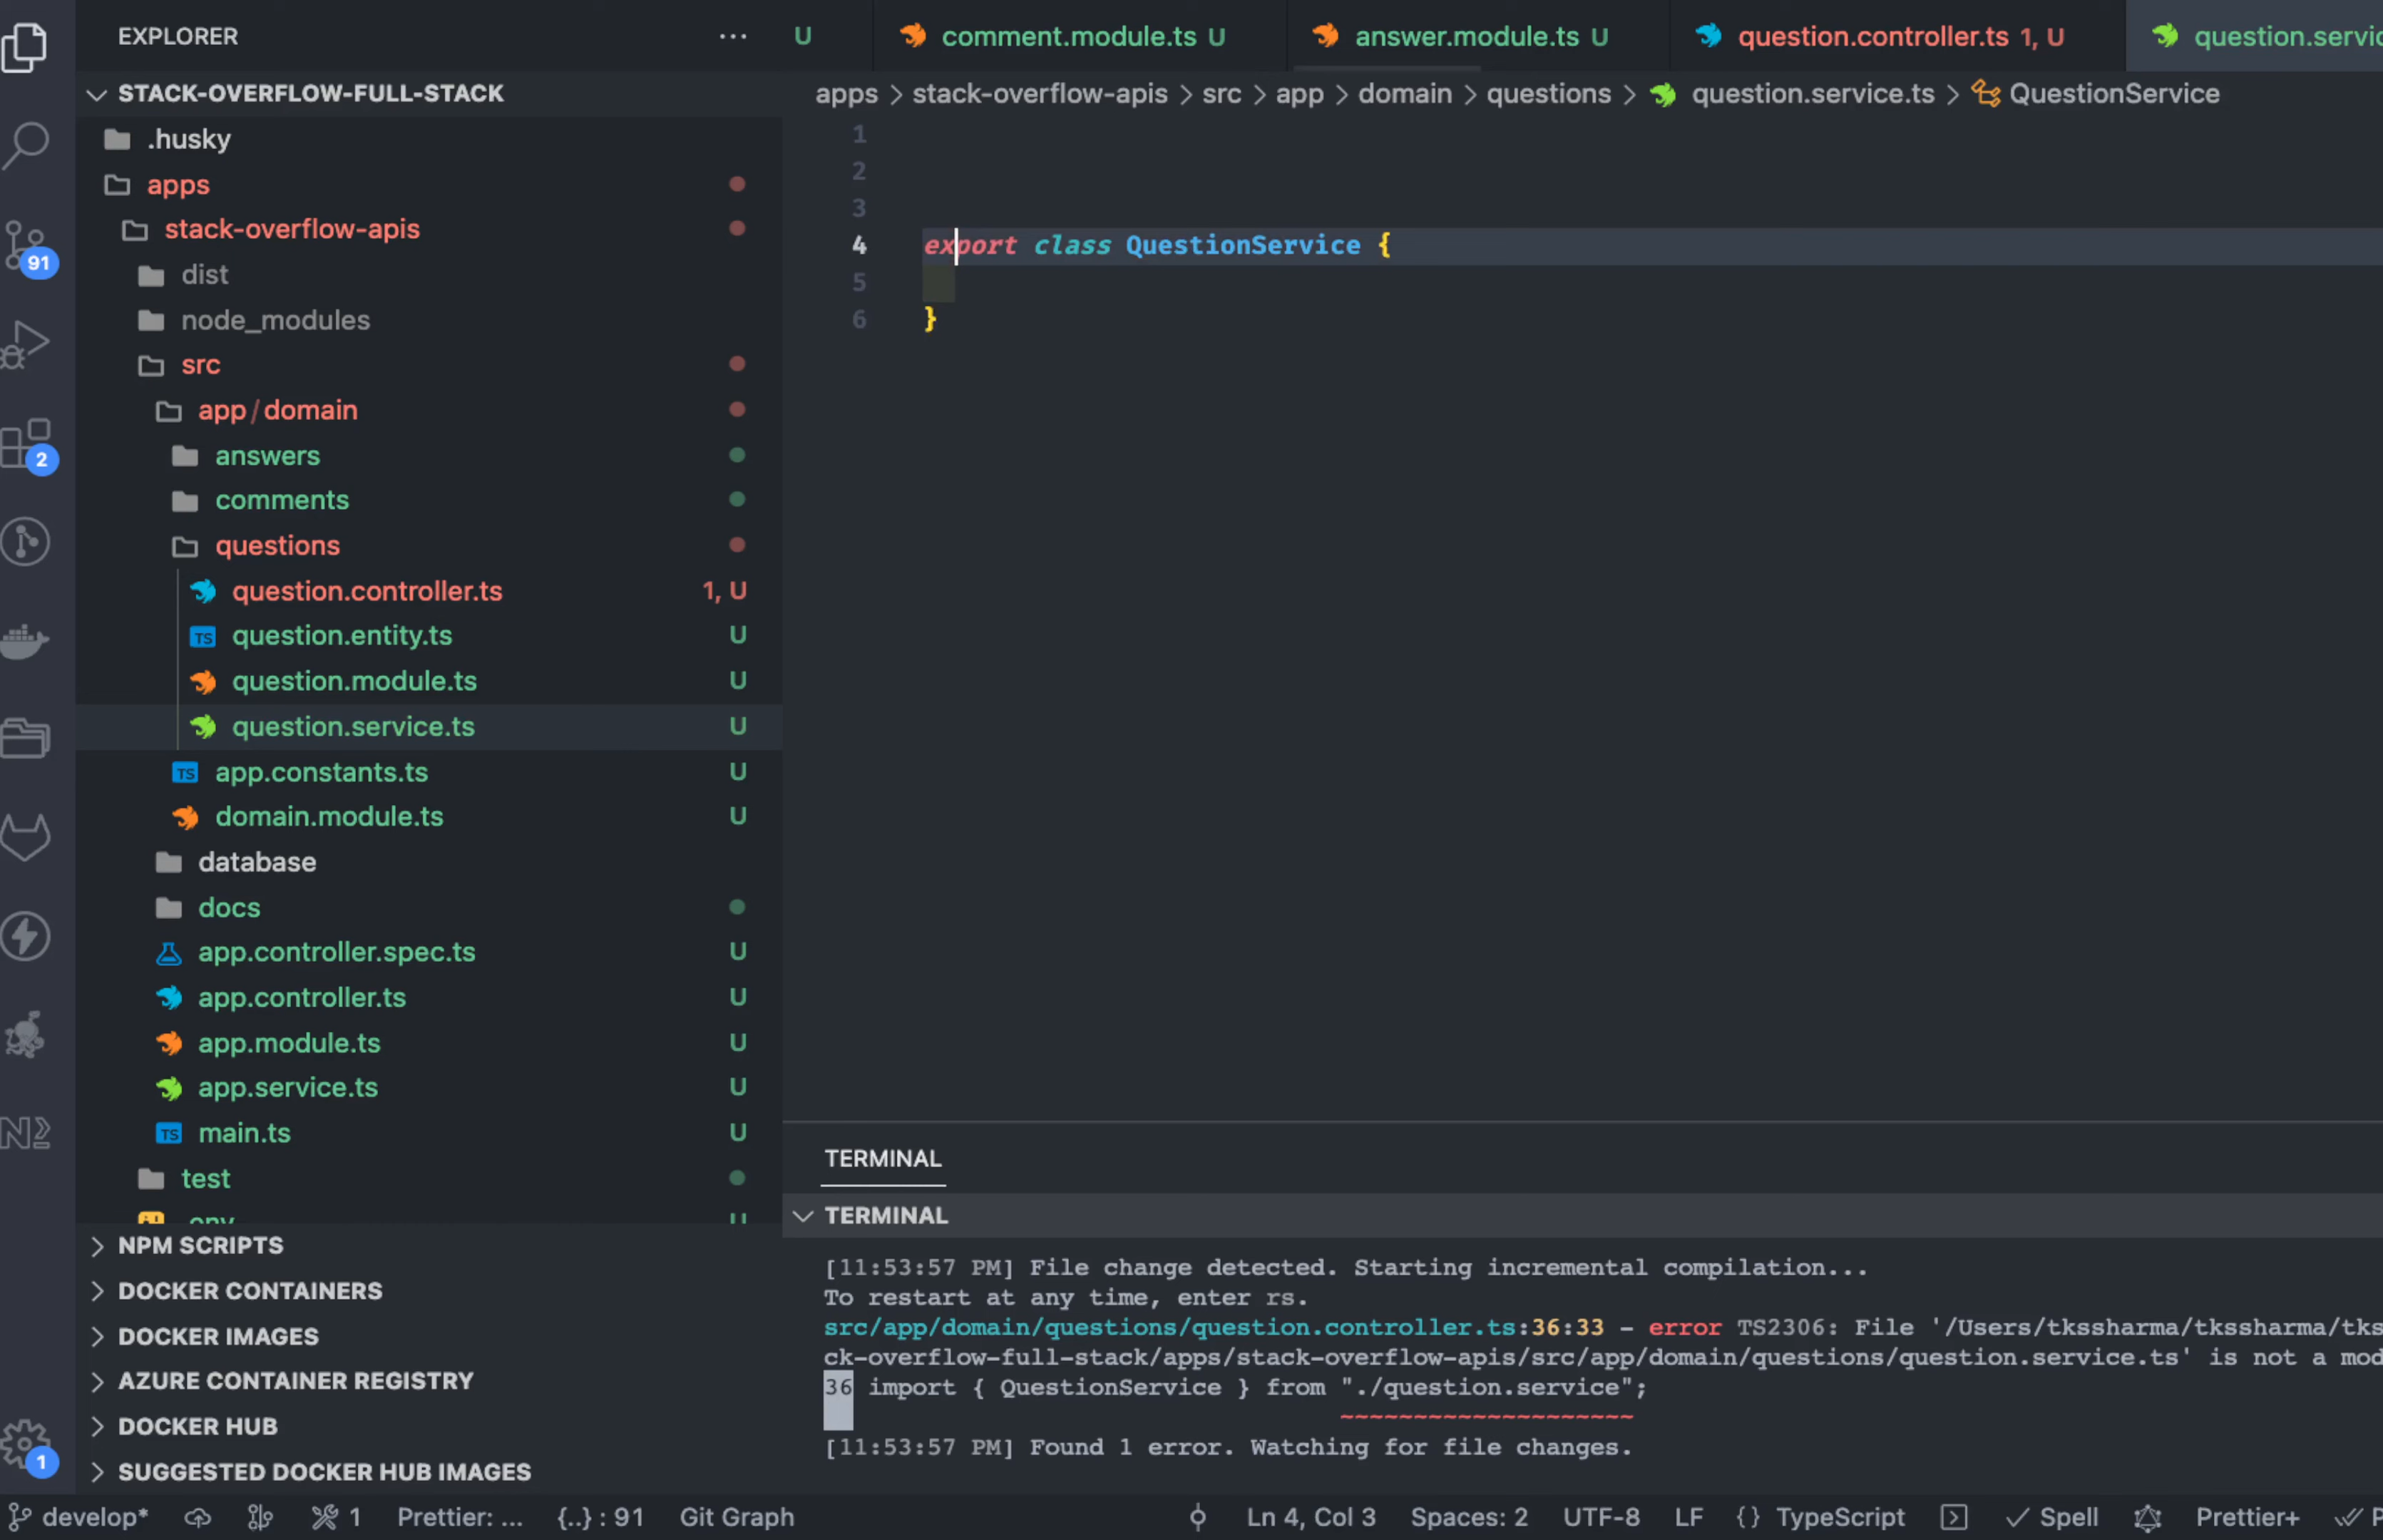 EXPLORER
STACK-OVERFLOW-FULL-STACK
.husky
apps
stack-overflow-apis
dist
node_modules
src
app/domain
answers
comments
questions
question.controller.ts 1, U
question.entity.ts U
question.module.ts U
question.service.ts U
app.constants.ts U
domain.module.ts U
database
docs
app.controller.spec.ts U
app.controller.ts U
app.module.ts U
app.service.ts U
main.ts U
test
.env U
NPM SCRIPTS
DOCKER CONTAINERS
DOCKER IMAGES
AZURE CONTAINER REGISTRY
DOCKER HUB
SUGGESTED DOCKER HUB IMAGES
91
2
1
U comment.module.ts U answer.module.ts U question.controller.ts 1, U
apps > stack-overflow-apis > src > app > domain > questions > question.service.ts > QuestionService
1
2
3
4 export class QuestionService {
5
6 }
TERMINAL
TERMINAL
[11:53:57 PM] File change detected. Starting incremental compilation...
To restart at any time, enter rs.
src/app/domain/questions/question.controller.ts:36:33 - error TS2306: File '/Users/tkssharma/tkssharma/tks
ck-overflow-full-stack/apps/stack-overflow-apis/src/app/domain/questions/question.service.ts' is not a mod
36 import { QuestionService } from "./question.service";
~~~~~~~~~~~~~~~~~~~~
[11:53:57 PM] Found 1 error. Watching for file changes.
develop* 1 Prettier: ... {..} : 91 Git Graph Ln 4, Col 3 Spaces: 2 UTF-8 LF {} TypeScript Spell Prettier+